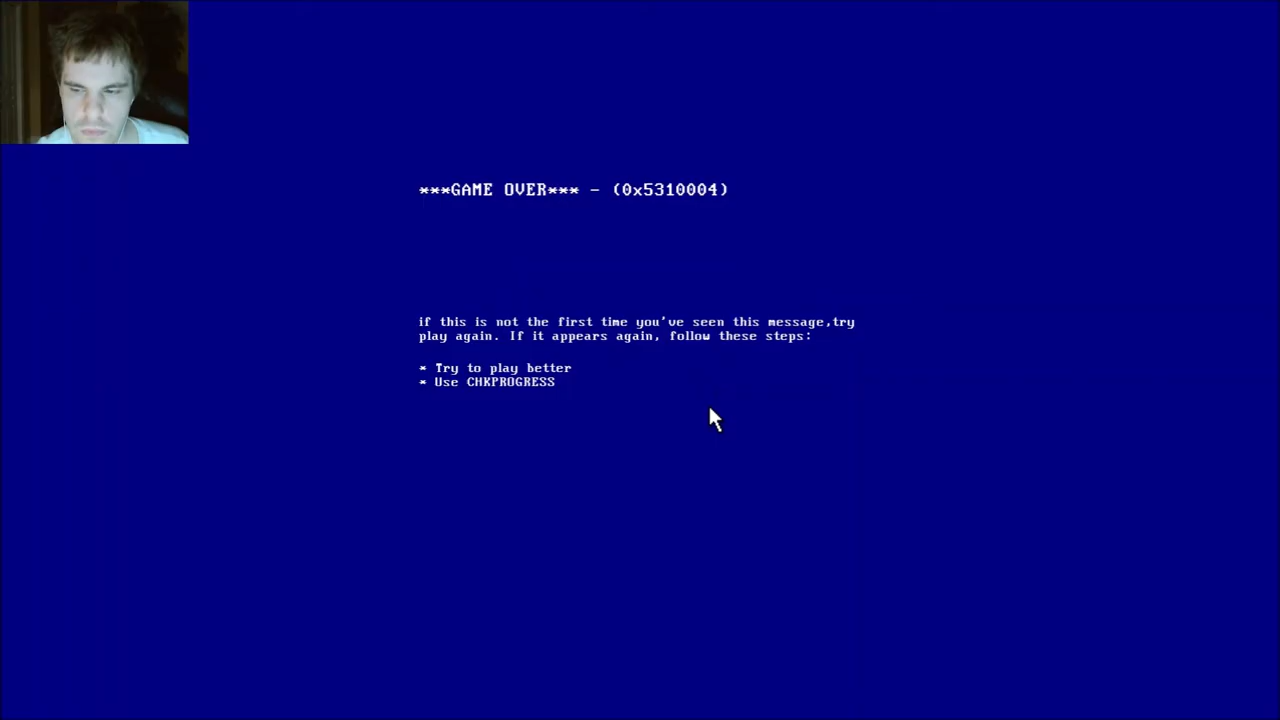 ***GAME OVER*** - (0x5310004)
if this is not the first time you've seen this message,try
play again. If it appears again, follow these steps:
* Try to play better
* Use CHKPROGRESS